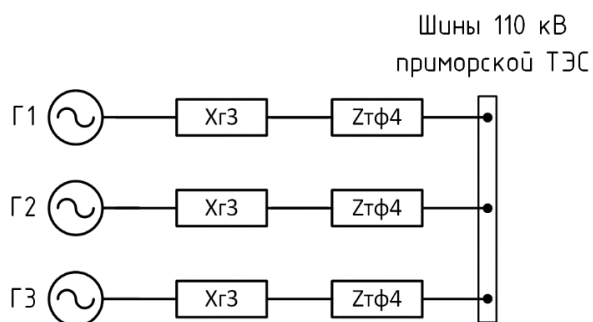 Шины 110 кВ
приморской ТЭС
Г1 Xг3 Zтф4
Г2 Xг3 Zтф4
Г3 Xг3 Zтф4